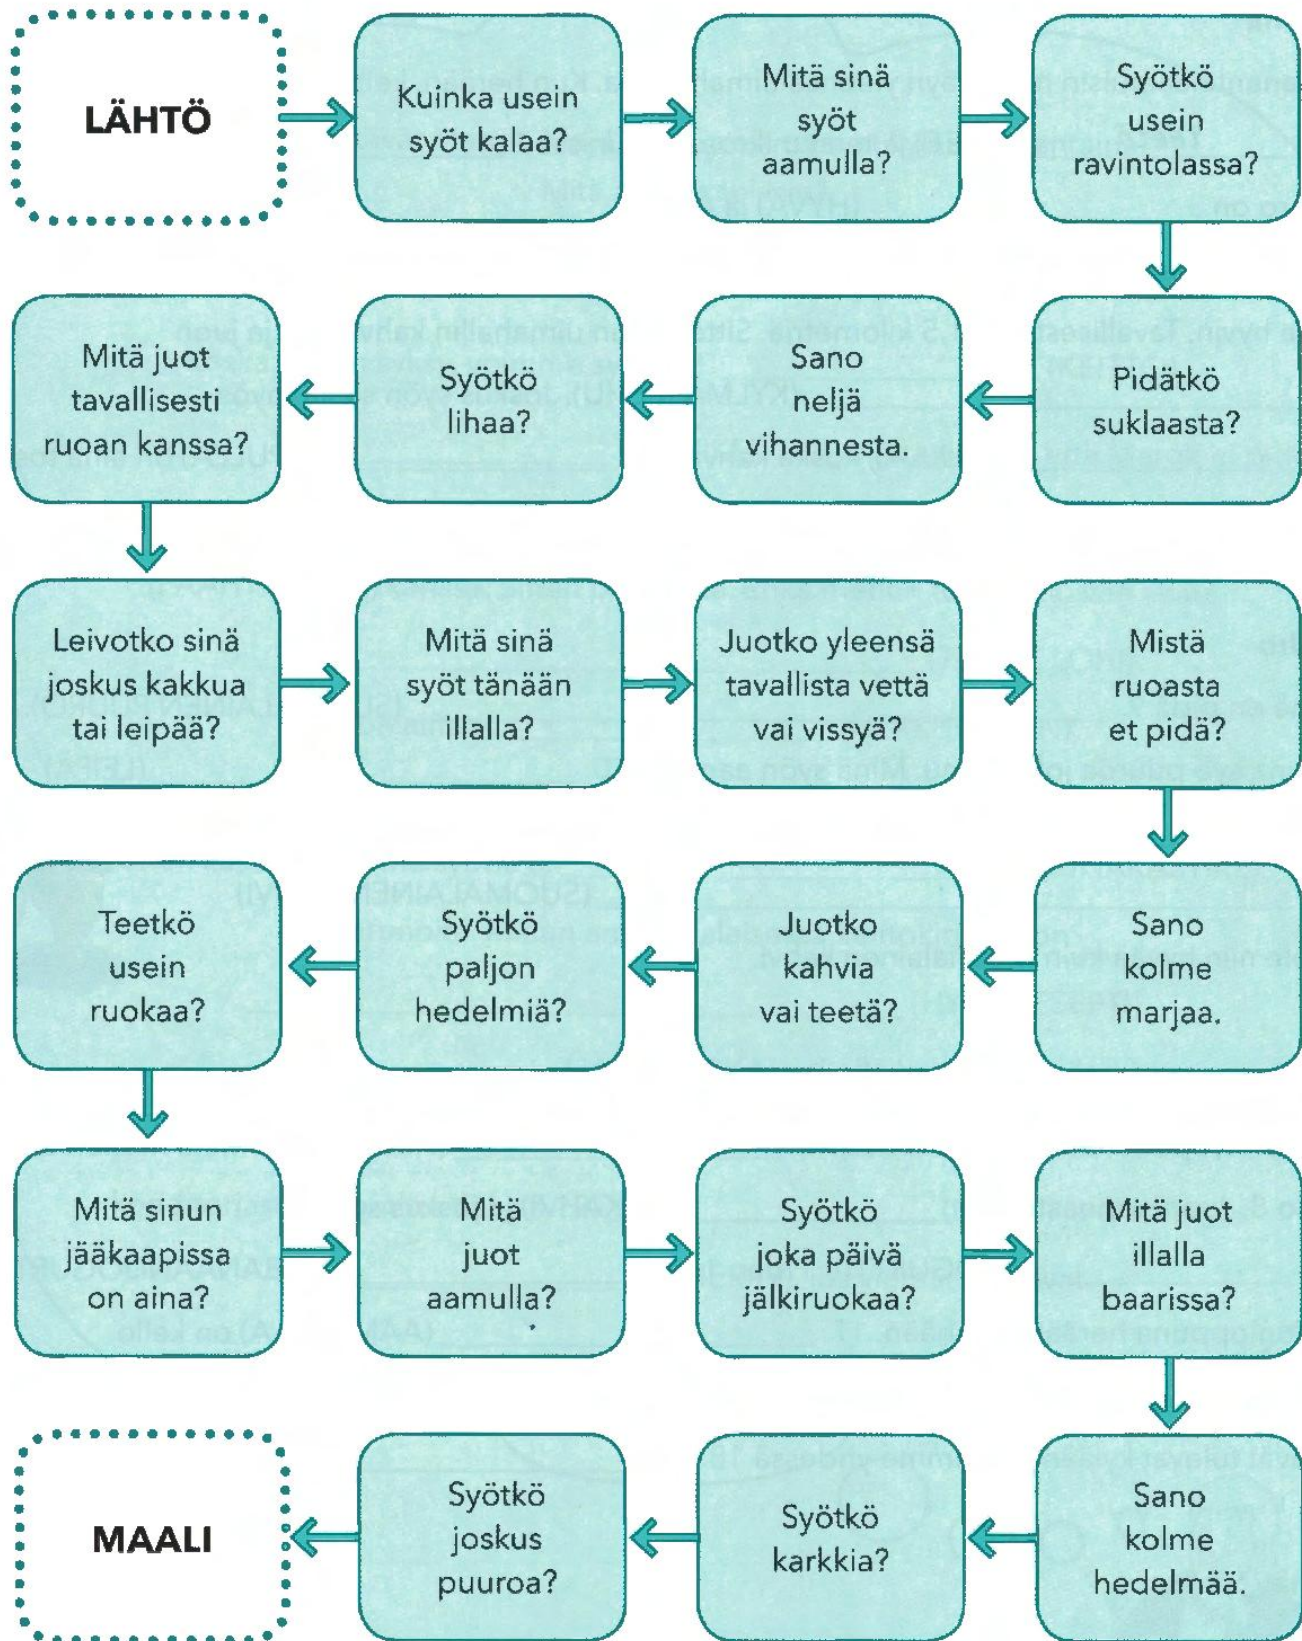 LÄHTÖ
Kuinka usein
syöt kalaa?
Mitä sinä
syöt
aamulla?
Syötkö
usein
ravintolassa?
Pidätkö
suklaasta?
Sano
neljä
vihannesta.
Syötkö
lihaa?
Mitä juot
tavallisesti
ruoan kanssa?
Leivotko sinä
joskus kakkua
tai leipää?
Mitä sinä
syöt tänään
illalla?
Juotko yleensä
tavallista vettä
vai vissyä?
Mistä
ruoasta
et pidä?
Sano
kolme
marjaa.
Juotko
kahvia
vai teetä?
Syötkö
paljon
hedelmiä?
Teetkö
usein
ruokaa?
Mitä sinun
jääkaapissa
on aina?
Mitä
juot
aamulla?
Syötkö
joka päivä
jälkiruokaa?
Mitä juot
illalla
baarissa?
Sano
kolme
hedelmää.
Syötkö
karkkia?
Syötkö
joskus
puuroa?
MAALI